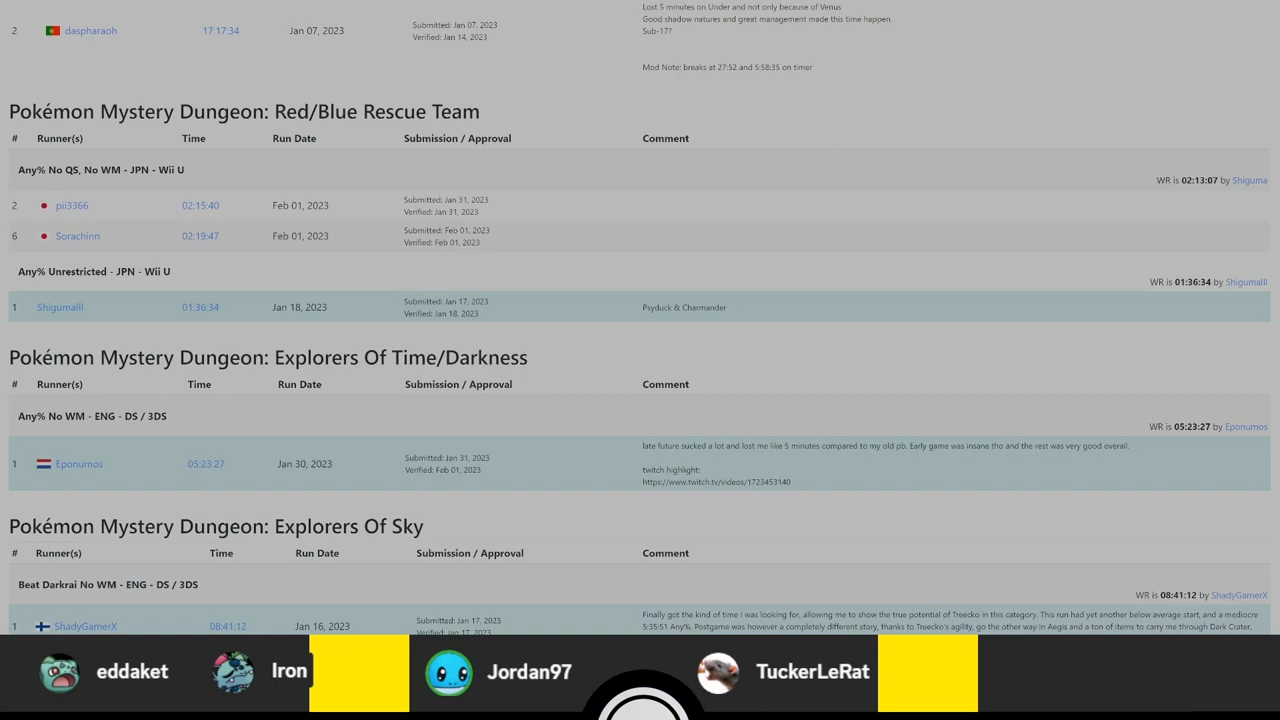 Lost 5 minutes on Under and not only because of Venus
Good shadow natures and great management made this time happen
Sub-17?
2 daspharaoh 17:17:34 Jan 07, 2023 Submitted: Jan 07, 2023
Verified: Jan 14, 2023
Mod Note: breaks at 27:52 and 5:58:35 on timer
Pokémon Mystery Dungeon: Red/Blue Rescue Team
# Runner(s) Time Run Date Submission / Approval Comment
Any% No QS, No WM - JPN - Wii U
WR is 02:13:07 by Shiguma
2 pii3366 02:15:40 Feb 01, 2023 Submitted: Jan 31, 2023
Verified: Jan 31, 2023
6 Sorachinn 02:19:47 Feb 01, 2023 Submitted: Feb 01, 2023
Verified: Feb 01, 2023
Any% Unrestricted - JPN - Wii U
WR is 01:36:34 by ShigumaIII
1 ShigumaIII 01:36:34 Jan 18, 2023 Submitted: Jan 17, 2023
Verified: Jan 18, 2023
Psyduck & Charmander
Pokémon Mystery Dungeon: Explorers Of Time/Darkness
# Runner(s) Time Run Date Submission / Approval Comment
Any% No WM - ENG - DS / 3DS
WR is 05:23:27 by Eponumos
late future sucked a lot and lost me like 5 minutes compared to my old pb. Early game was insane tho and the rest was very good overall.
1 Eponumos 05:23:27 Jan 30, 2023 Submitted: Jan 31, 2023
Verified: Feb 01, 2023
twitch highlight:
https://www.twitch.tv/videos/1723453140
Pokémon Mystery Dungeon: Explorers Of Sky
# Runner(s) Time Run Date Submission / Approval Comment
Beat Darkrai No WM - ENG - DS / 3DS
WR is 08:41:12 by ShadyGamerX
Finally got the kind of time I was looking for, allowing me to show the true potential of Treecko in this category. This run had yet another below average start, and a mediocre
1 ShadyGamerX 08:41:12 Jan 16, 2023 Submitted: Jan 17, 2023
Verified: Jan 17, 2023
5:35:51 Any%. Postgame was however a completely different story, thanks to Treecko's agility, go the other way in Aegis and a ton of items to carry me through Dark Crater.
eddaket Iron Jordan97 TuckerLeRat